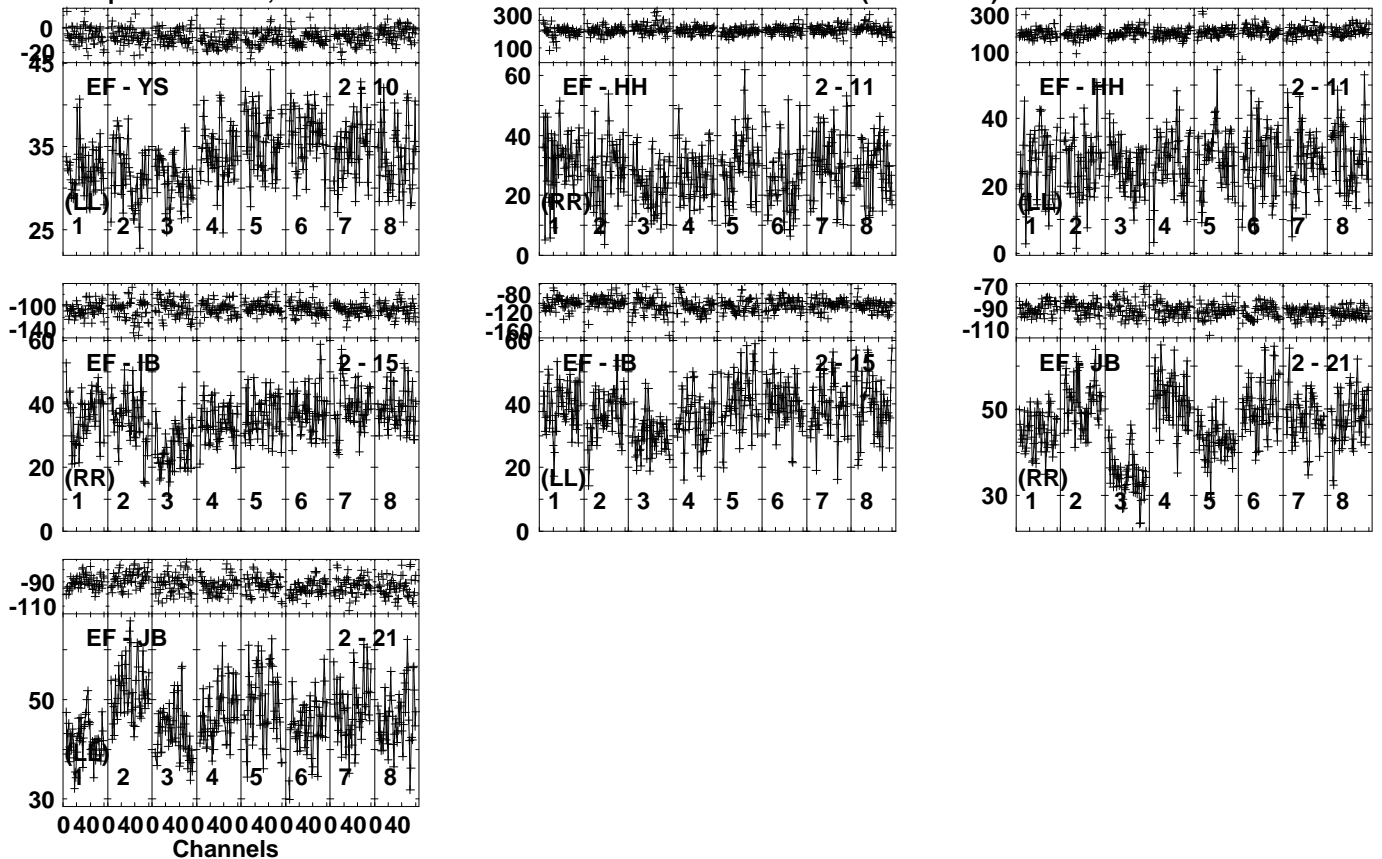 0
-20
45
35
25
EF - YS
2 - 10
(LL)
1 2 3 4 5 6 7 8
300
100
60
40
20
0
EF - HH
2 - 11
(RR)
1 2 3 4 5 6 7 8
300
100
40
20
0
EF - HH
2 - 11
(LL)
1 2 3 4 5 6 7 8
-100
-140
60
40
20
0
EF - IB
2 - 15
(RR)
1 2 3 4 5 6 7 8
-80
-120
-160
60
40
20
0
EF - IB
2 - 15
(LL)
1 2 3 4 5 6 7 8
-70
-90
-110
50
30
EF - JB
2 - 21
(RR)
1 2 3 4 5 6 7 8
-90
-110
50
30
EF - JB
2 - 21
(LL)
1 2 3 4 5 6 7 8
0 40 0 40 0 40 0 40 0 40 0 40 0 40 0 40
Channels